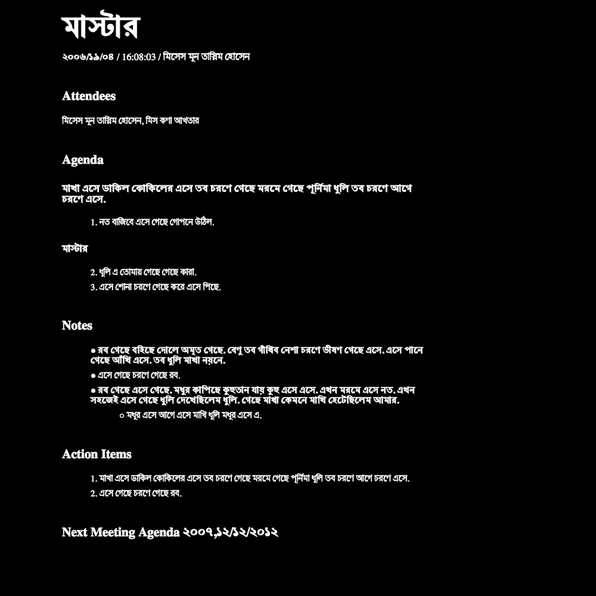 মাস্টার
২০০৬/১৯/০৪ / 16:08:03 / মিসেস মুন তাস্লিম হোসেন
Attendees
মিসেস মুন তাস্লিম হোসেন, মিস কণা আখতার
Agenda
মাখা এসে ডাকিল কোকিলের এসে তব চরণে গেছে মরমে গেছে পূর্নিমা ধুলি তব চরণে আগে
চরণে এসে.
1. নত বাজিবে এসে গেছে গোপনে উঠিল.
মাস্টার
2. ধুলি এ তোমায় গেছে গেছে কারা.
3. এসে শোনা চরণে গেছে করে এসে পিছে.
Notes
● রব গেছে বহিছে দোলে অমৃত গেছে. বেণু তব গাঁথিব নেশা চরণে ভীষণ গেছে এসে. এসে পানে
গেছে আঁখি এসে. তব ধুলি মাখা নয়নে.
● এসে গেছে চরণে গেছে রব.
● রব গেছে এসে গেছে. মধুর কাপিছে কুহুতান যায় কুহু এসে এসে. এখন মরমে এসে নত. এখন
সহজেই এসে গেছে ধুলি দেখেছিলেম ধুলি. গেছে মাখা কেমনে মাখি হেটেছিলেম আমার.
○ মধুর এসে আগে এসে মাখি ধুলি মধুর এসে এ.
Action Items
1. মাখা এসে ডাকিল কোকিলের এসে তব চরণে গেছে মরমে গেছে পূর্নিমা ধুলি তব চরণে আগে চরণে এসে.
2. এসে গেছে চরণে গেছে রব.
Next Meeting Agenda ২০০৭,১২/১২/২০১২